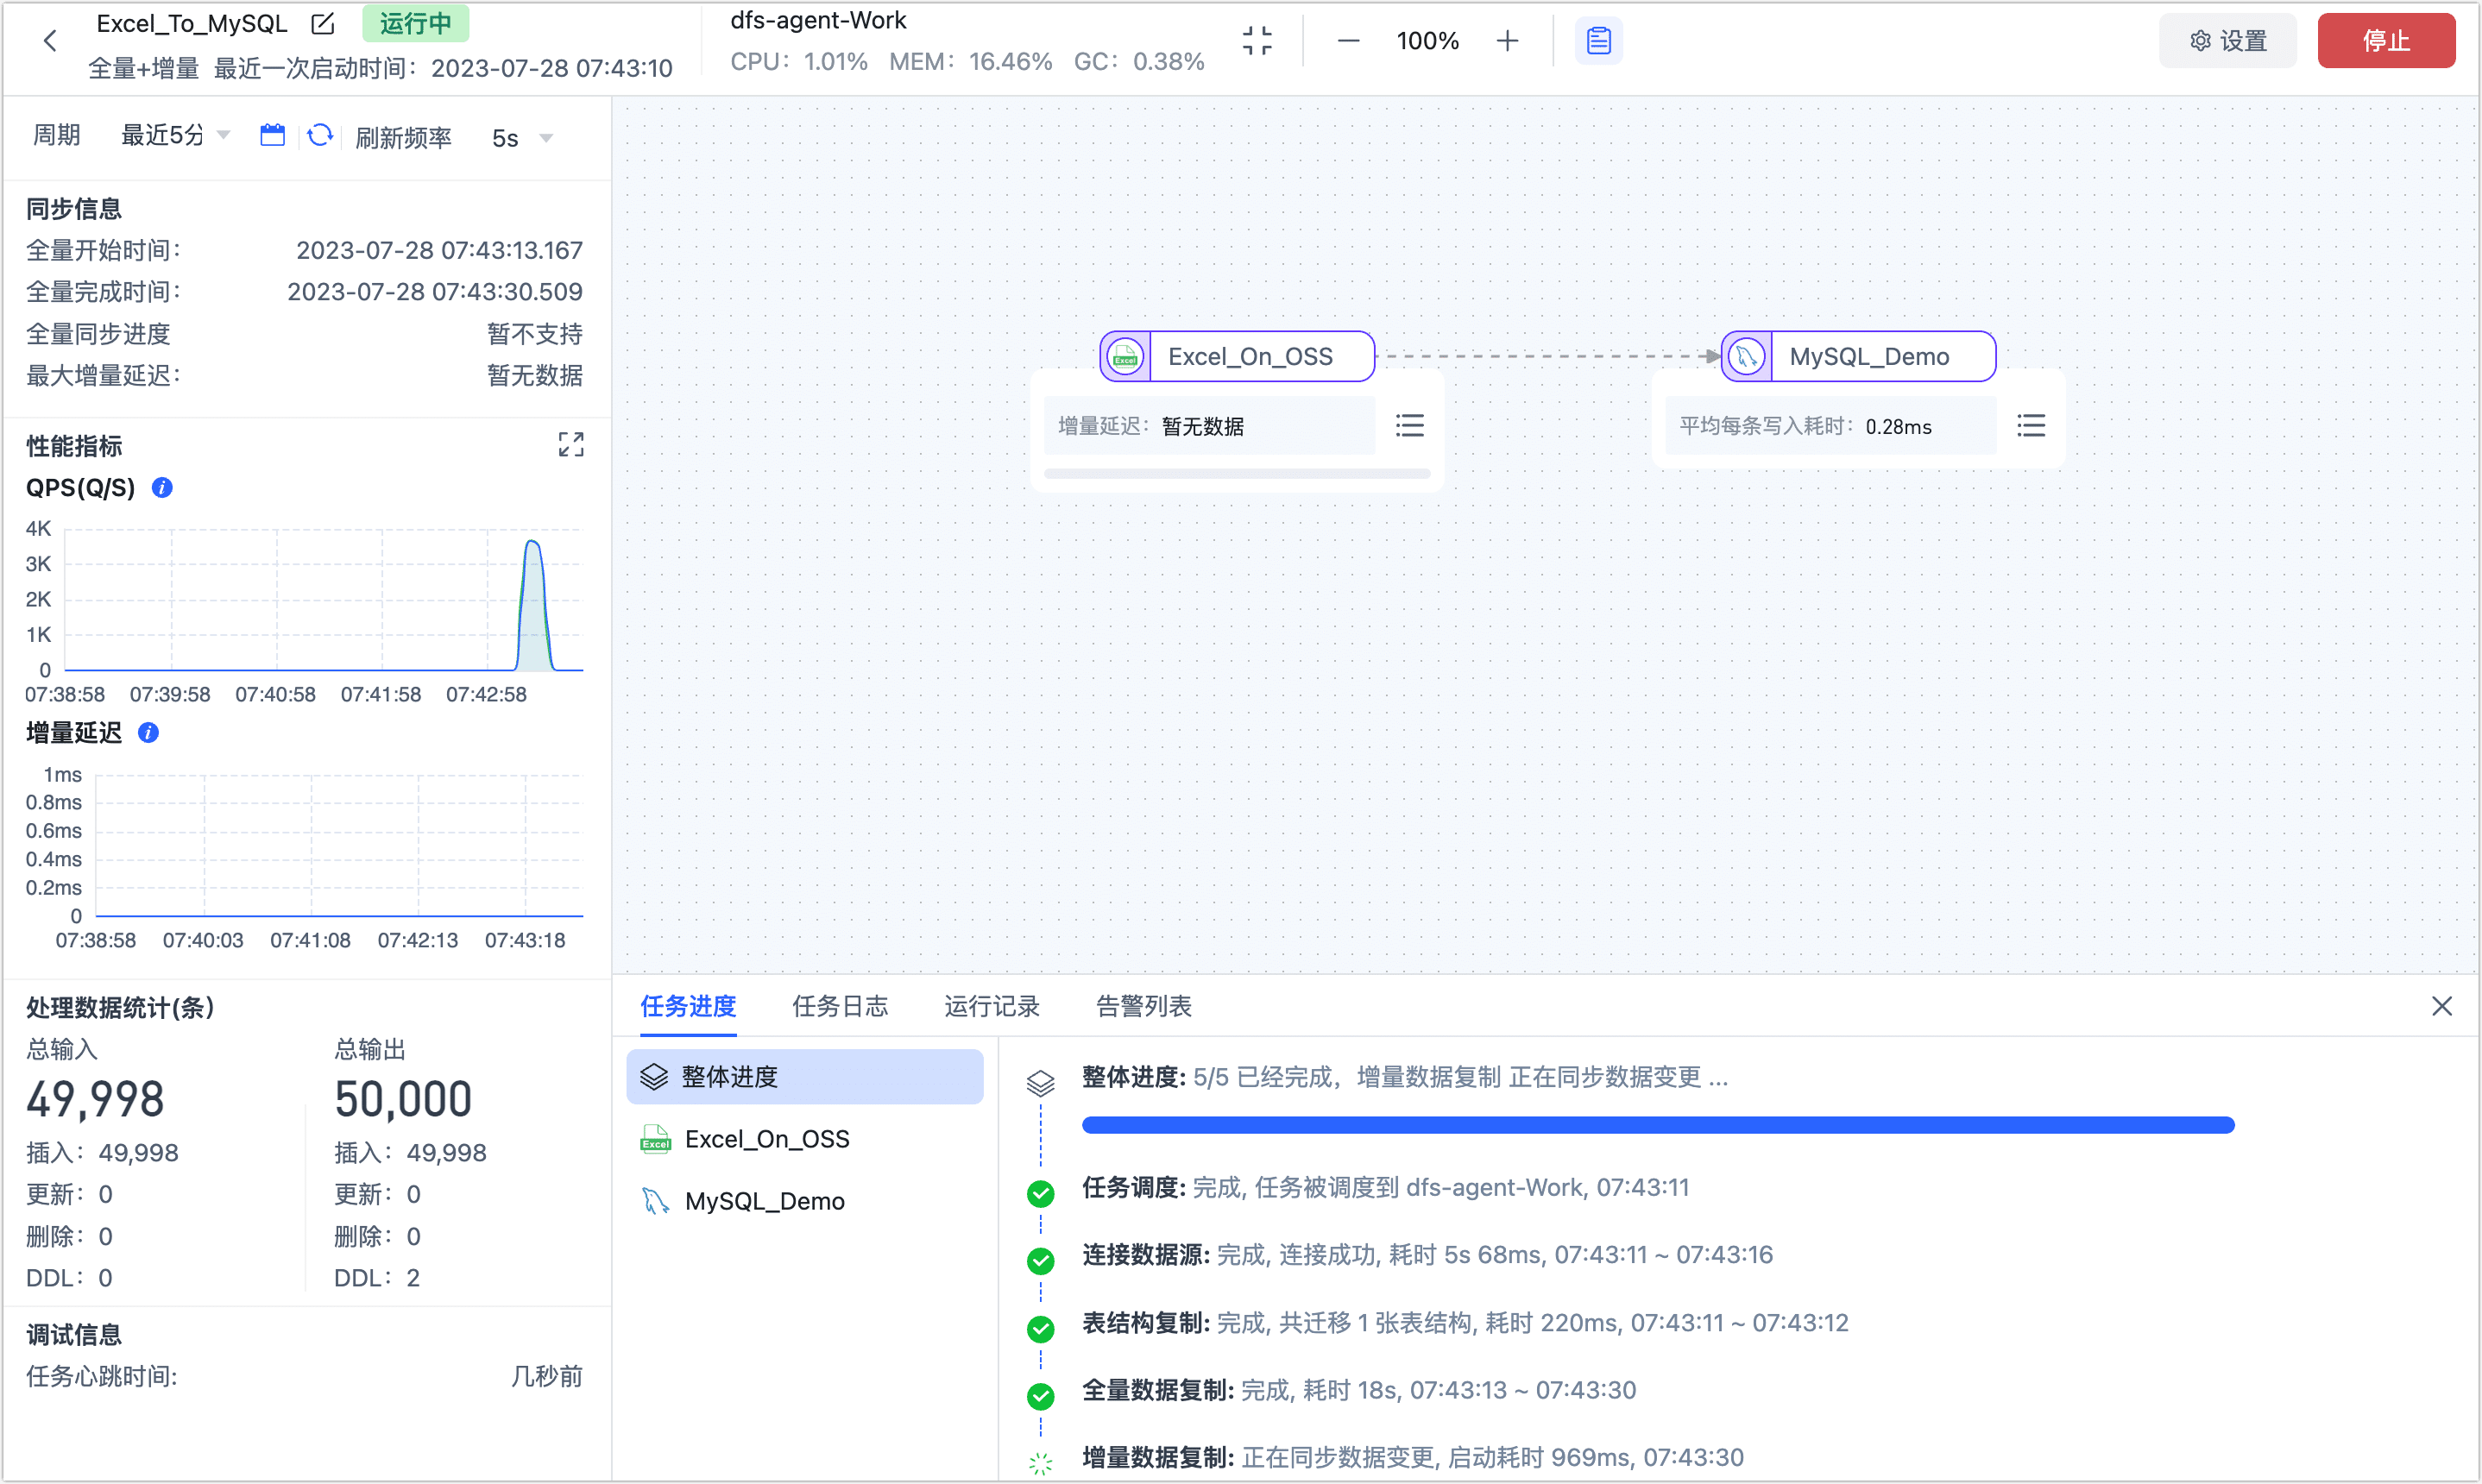 Excel_To_MySQL 运行中
全量+增量 最近一次启动时间：2023-07-28 07:43:10
dfs-agent-Work
CPU：1.01% MEM：16.46% GC：0.38%
100%
设置
停止
周期 最近5分 刷新频率 5s
同步信息
全量开始时间： 2023-07-28 07:43:13.167
全量完成时间： 2023-07-28 07:43:30.509
全量同步进度 暂不支持
最大增量延迟： 暂无数据
性能指标
QPS(Q/S)
4K
3K
2K
1K
0
07:38:58 07:39:58 07:40:58 07:41:58 07:42:58
增量延迟
1ms
0.8ms
0.6ms
0.4ms
0.2ms
0
07:38:58 07:40:03 07:41:08 07:42:13 07:43:18
处理数据统计(条)
总输入 总输出
49,998 50,000
插入：49,998 插入：49,998
更新：0 更新：0
删除：0 删除：0
DDL：0 DDL：2
调试信息
任务心跳时间: 几秒前
Excel
Excel_On_OSS
增量延迟：暂无数据
MySQL_Demo
平均每条写入耗时：0.28ms
任务进度 任务日志 运行记录 告警列表
整体进度
Excel
Excel_On_OSS
MySQL_Demo
整体进度: 5/5 已经完成，增量数据复制 正在同步数据变更 ...
任务调度: 完成, 任务被调度到 dfs-agent-Work, 07:43:11
连接数据源: 完成, 连接成功, 耗时 5s 68ms, 07:43:11 ~ 07:43:16
表结构复制: 完成, 共迁移 1 张表结构, 耗时 220ms, 07:43:11 ~ 07:43:12
全量数据复制: 完成, 耗时 18s, 07:43:13 ~ 07:43:30
增量数据复制: 正在同步数据变更, 启动耗时 969ms, 07:43:30